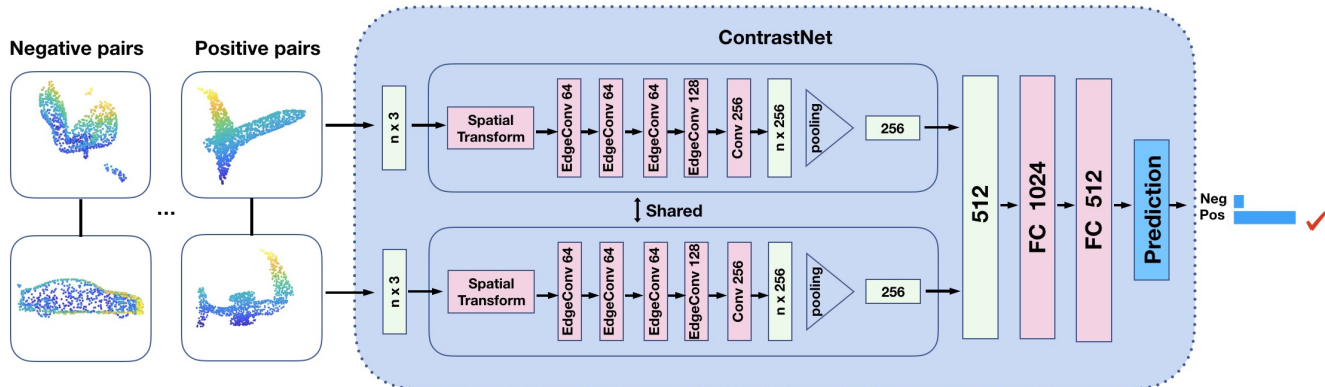 Negative pairs
Positive pairs
...
ContrastNet
n x 3
Spatial
Transform
EdgeConv 64
EdgeConv 64
EdgeConv 64
EdgeConv 128
Conv 256
n x 256
pooling
256
Shared
n x 3
Spatial
Transform
EdgeConv 64
EdgeConv 64
EdgeConv 64
EdgeConv 128
Conv 256
n x 256
pooling
256
512
FC 1024
FC 512
Prediction
Neg
Pos